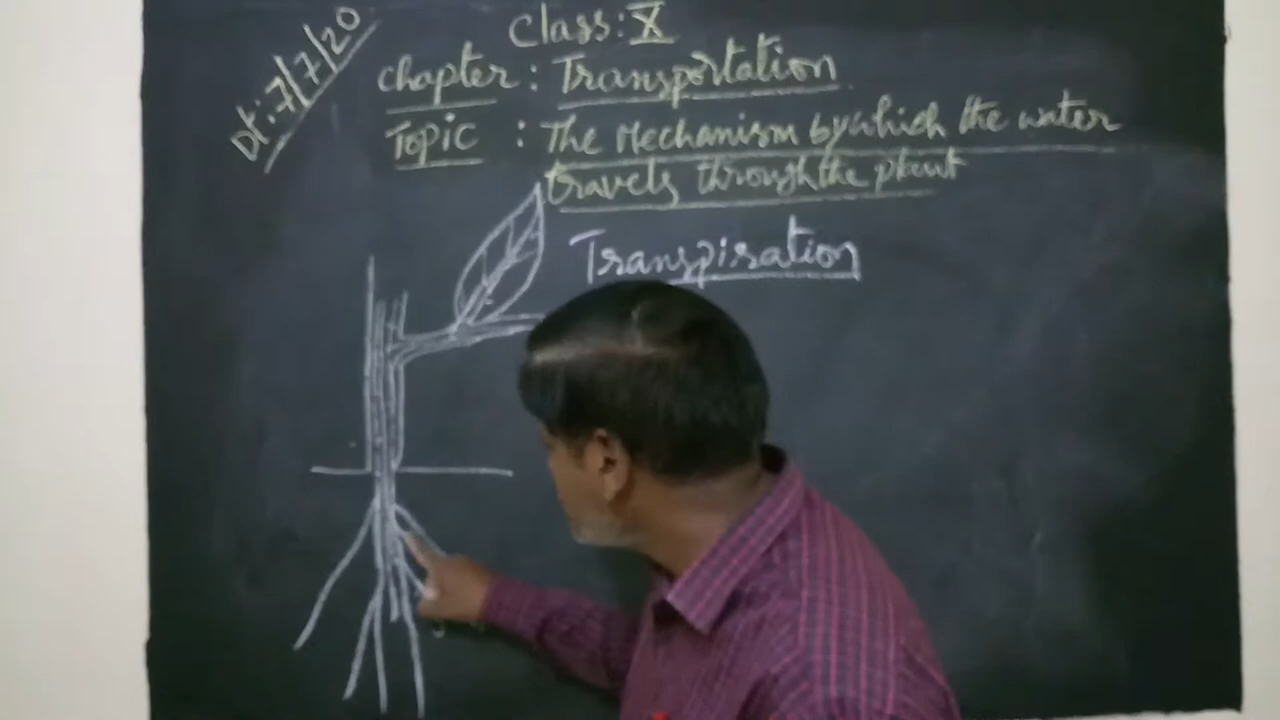 Dt: 7/7/20
Class: X
Chapter : Transportation
Topic : The Mechanism by which the water
travels through the plant
Transpiration